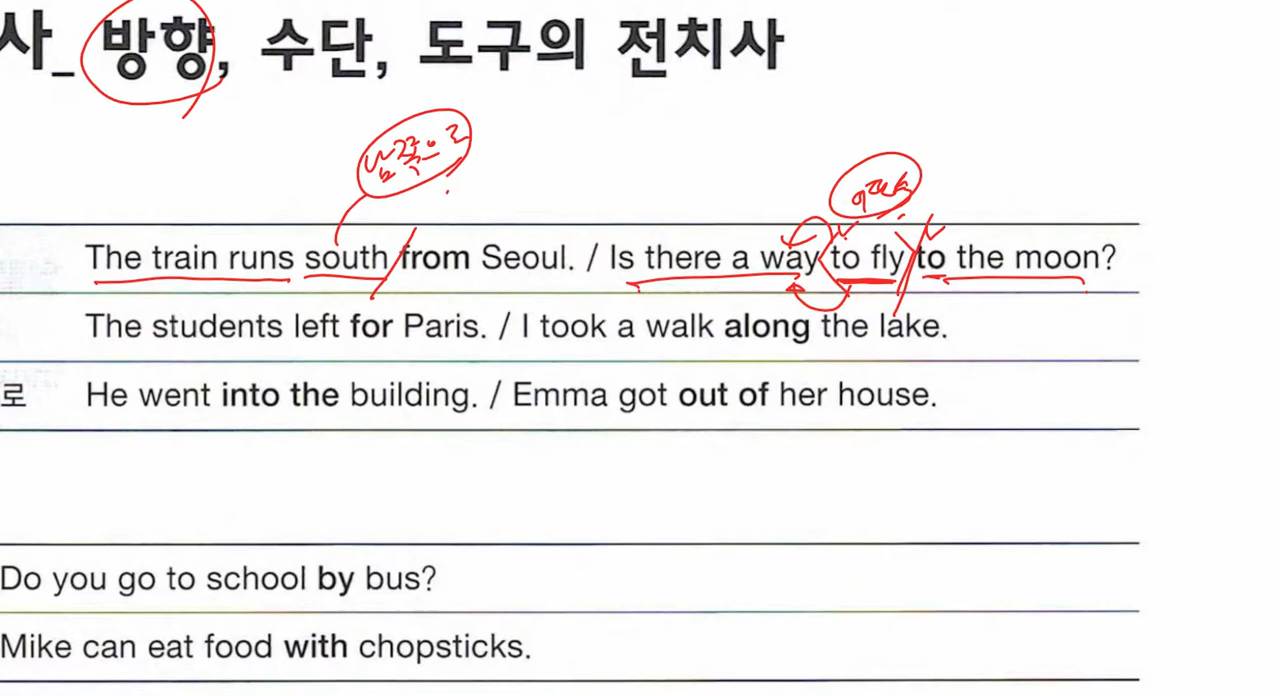 사_ 방향, 수단, 도구의 전치사
남쪽으로
The train runs south from Seoul. / Is there a way to fly to the moon?
The students left for Paris. / I took a walk along the lake.
로 He went into the building. / Emma got out of her house.
Do you go to school by bus?
Mike can eat food with chopsticks.